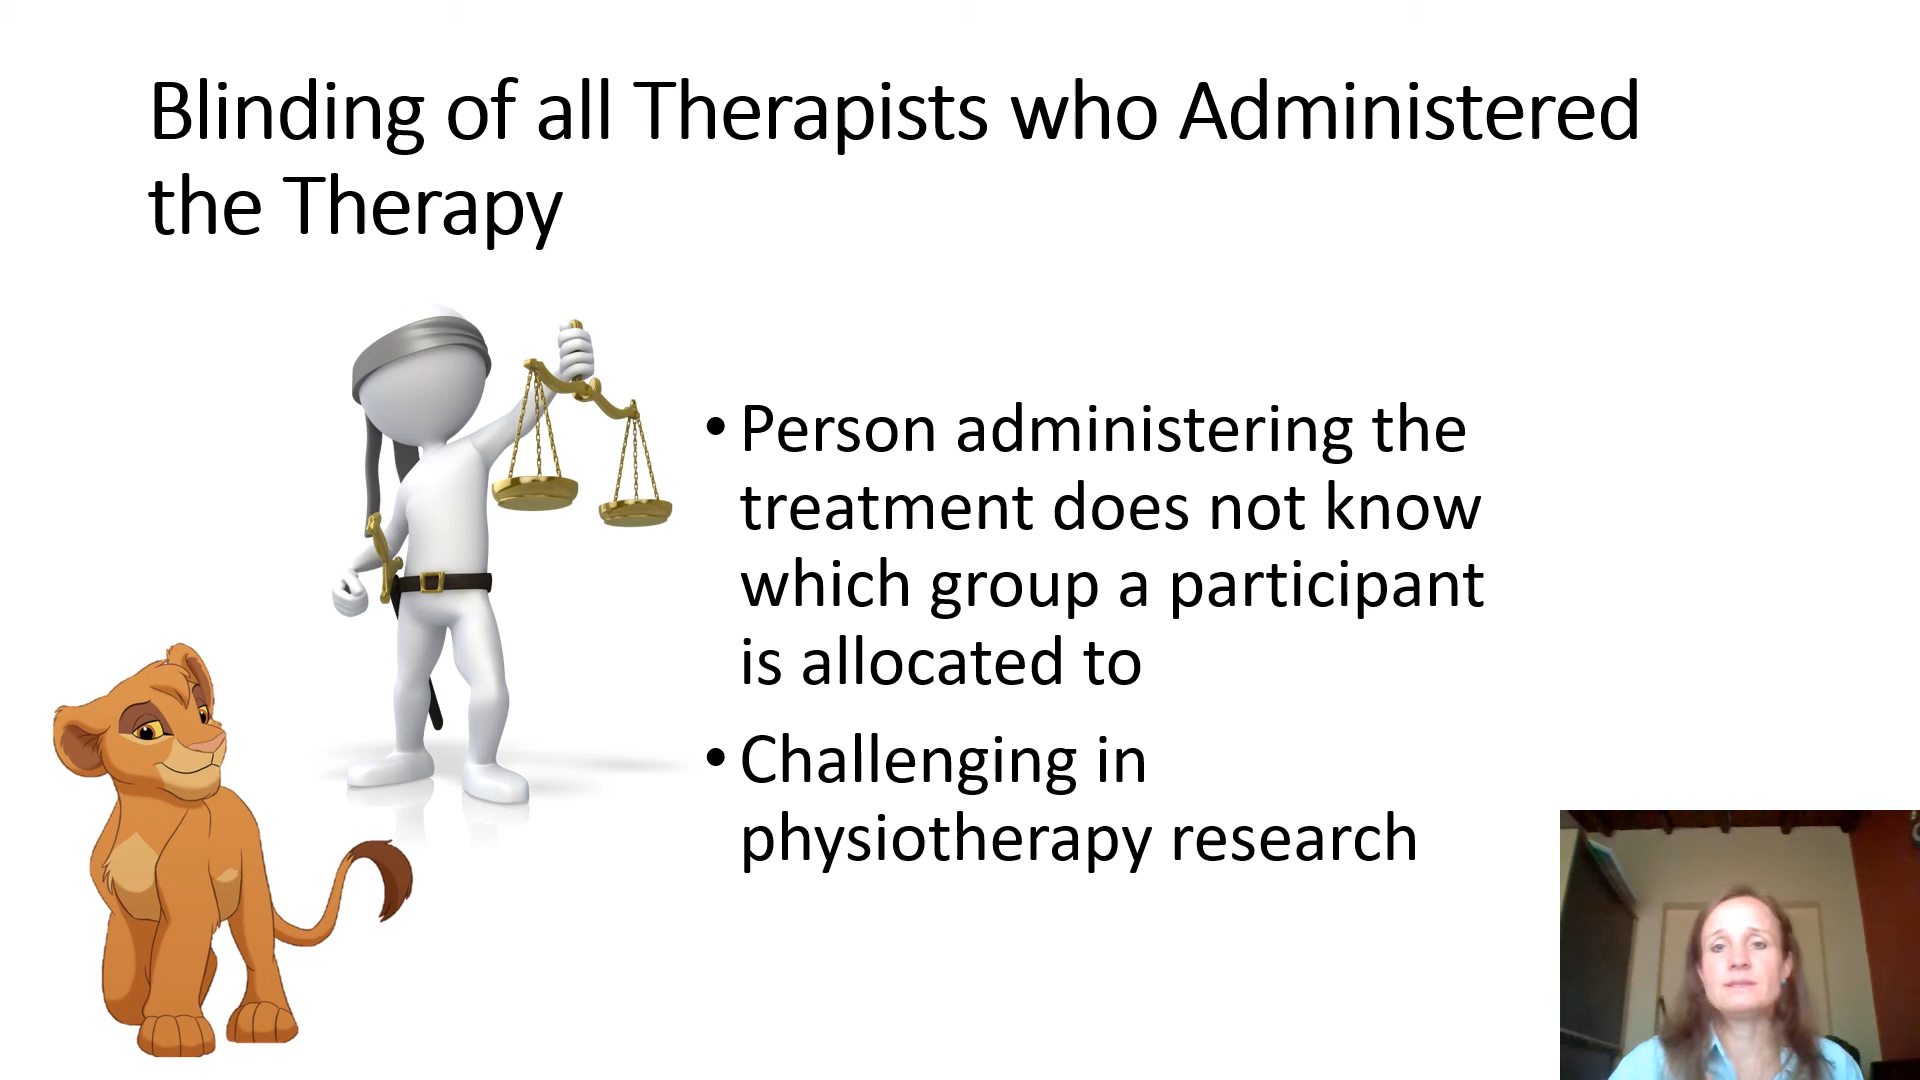 Blinding of all Therapists who Administered
the Therapy
• Person administering the
treatment does not know
which group a participant
is allocated to
• Challenging in
physiotherapy research